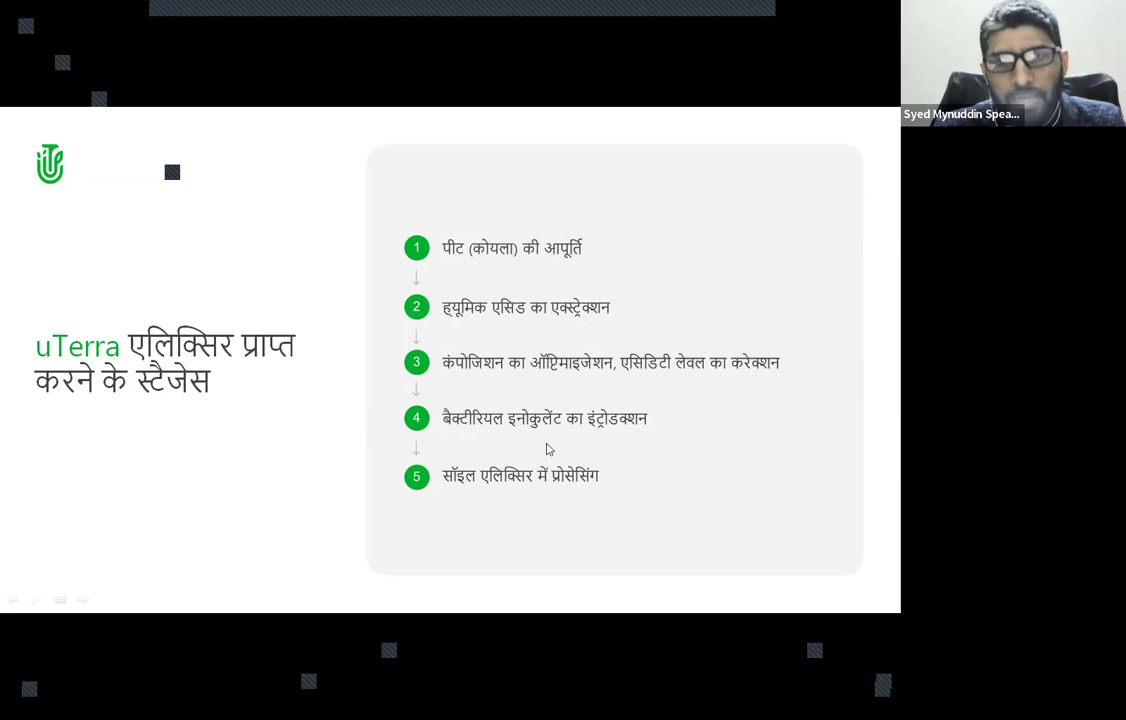 Syed Mynuddin Spea...
uTerra एलिक्सिर प्राप्त
करने के स्टैजेस
1 पीट (कोयला) की आपूर्ति
2 ह्यूमिक एसिड का एक्स्ट्रेक्शन
3 कंपोजिशन का ऑप्टिमाइजेशन, एसिडिटी लेवल का करेक्शन
4 बैक्टीरियल इनोकुलेंट का इंट्रोडक्शन
5 सॉइल एलिक्सिर में प्रोसेसिंग